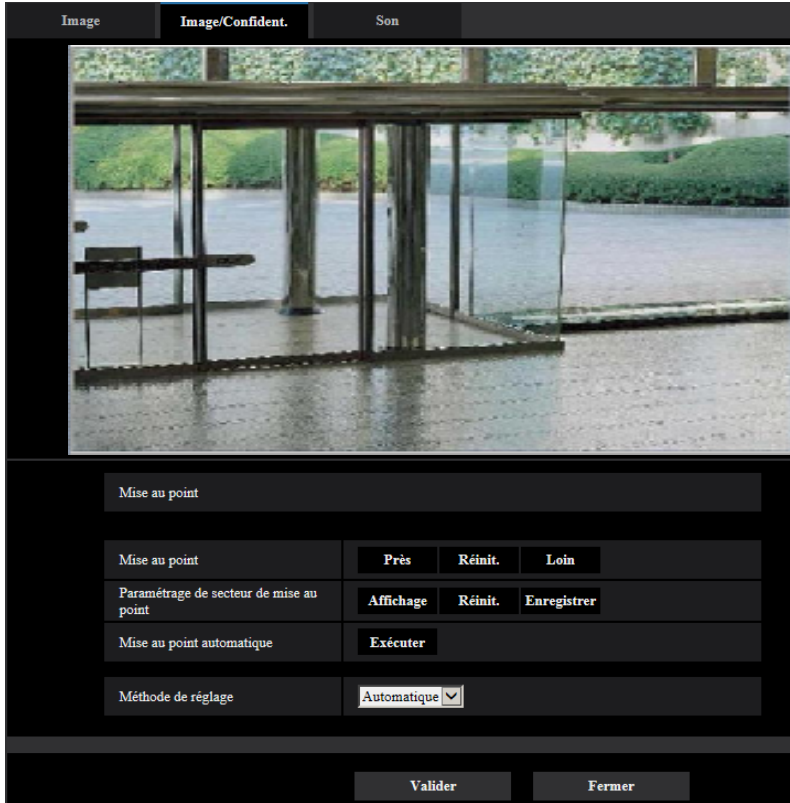 Image Image/Confident. Son
Mise au point
Mise au point Près Réinit. Loin
Paramétrage de secteur de mise au
point
Affichage Réinit. Enregistrer
Mise au point automatique Exécuter
Méthode de réglage Automatique
Valider Fermer